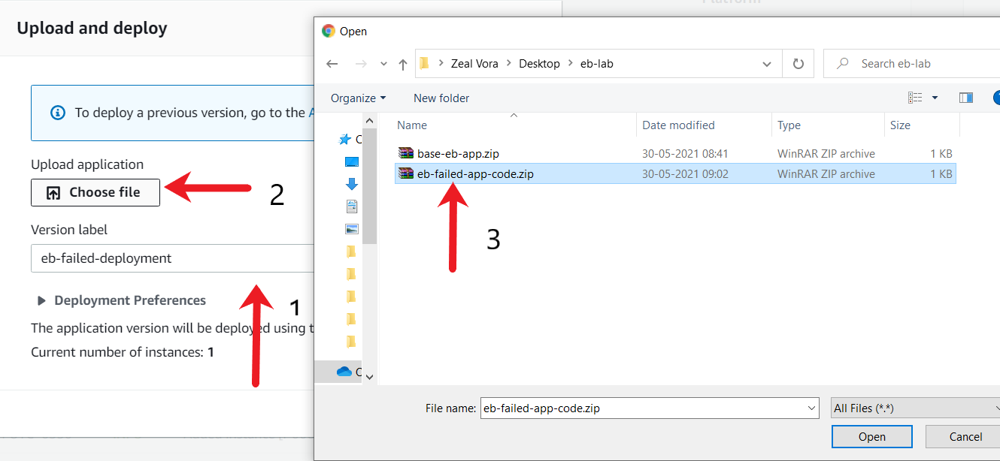 Platform
Upload and deploy
To deploy a previous version, go to the A
Upload application
Choose file
2
Version label
eb-failed-deployment
1
Deployment Preferences
The application version will be deployed using t
Current number of instances: 1
Open
Zeal Vora
Desktop
eb-lab
Search eb-lab
Organize
New folder
Name
Date modified
Type
Size
base-eb-app.zip
30-05-2021 08:41
WinRAR ZIP archive
1 KB
eb-failed-app-code.zip
30-05-2021 09:02
WinRAR ZIP archive
1 KB
3
File name:
eb-failed-app-code.zip
All Files (*.*)
Open
Cancel